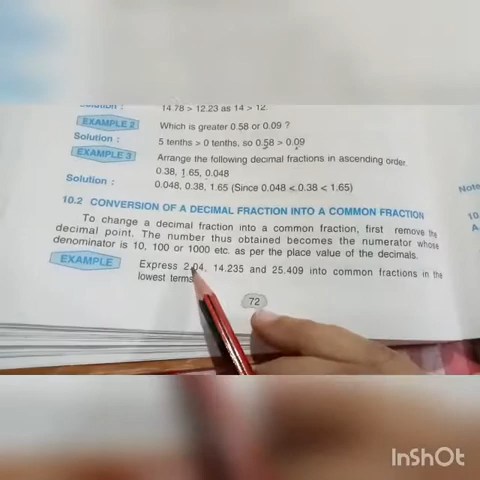 Solution : 14.78 > 12.23 as 14 > 12.
EXAMPLE 2 Which is greater 0.58 or 0.09 ?
Solution : 5 tenths > 0 tenths, so 0.58 > 0.09
EXAMPLE 3 Arrange the following decimal fractions in ascending order.
0.38, 1.65, 0.048
Solution : 0.048, 0.38, 1.65 (Since 0.048 < 0.38 < 1.65)
10.2 CONVERSION OF A DECIMAL FRACTION INTO A COMMON FRACTION
To change a decimal fraction into a common fraction, first remove the
decimal point. The number thus obtained becomes the numerator whose
denominator is 10, 100 or 1000 etc. as per the place value of the decimals.
EXAMPLE Express 2.04, 14.235 and 25.409 into common fractions in the
lowest terms
72
Note
10
A.
InShOt